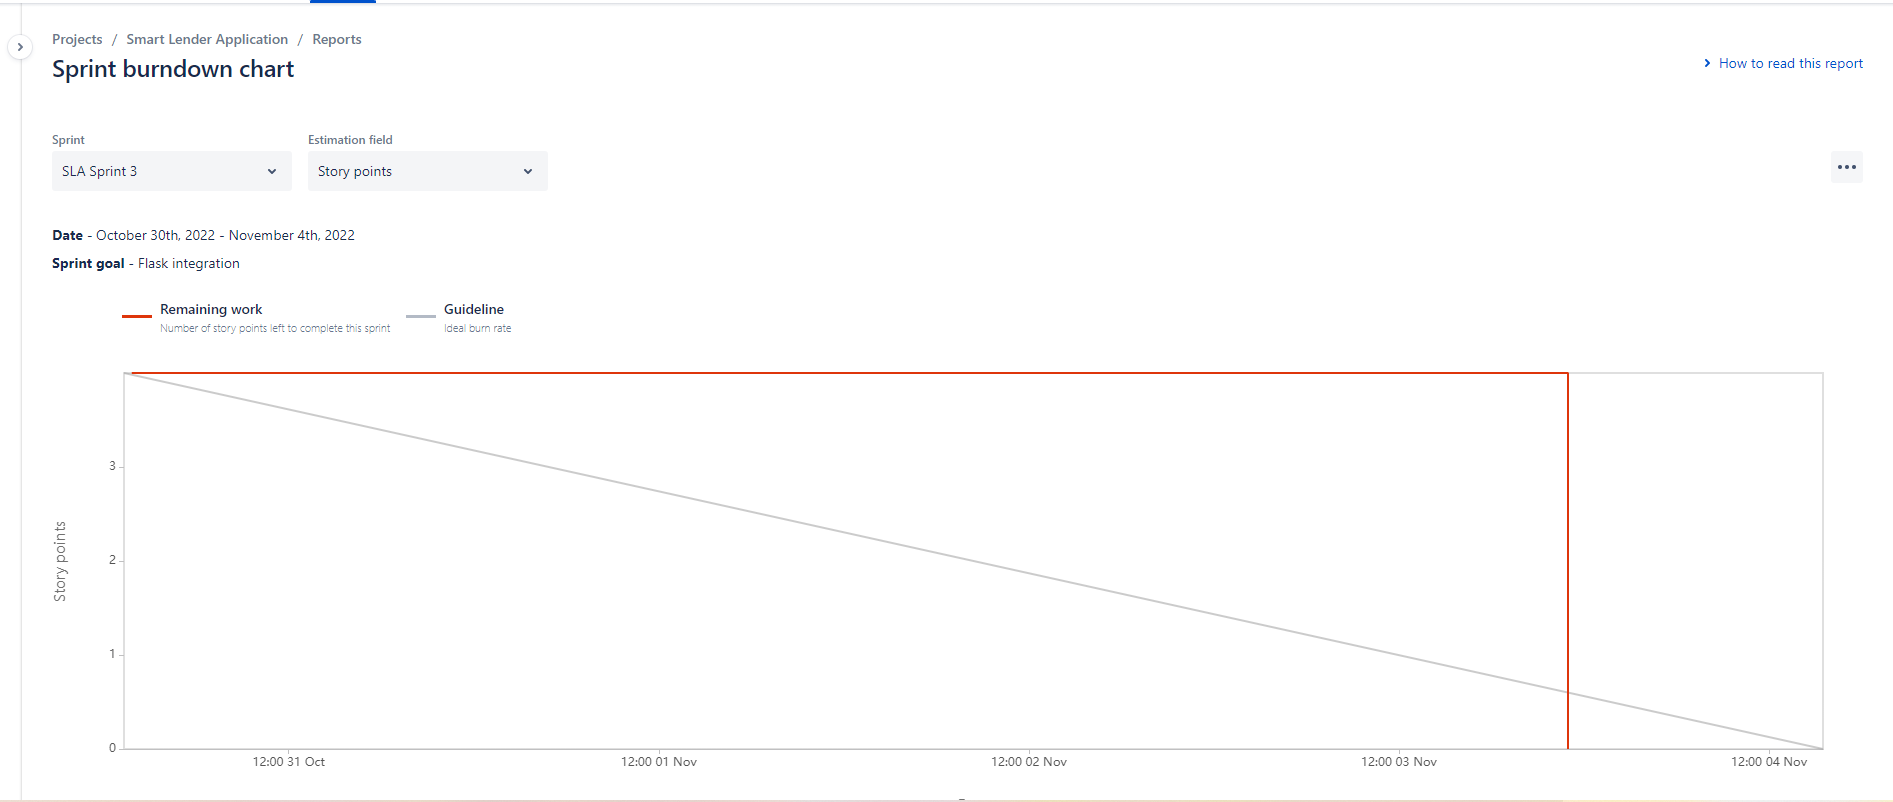 Projects / Smart Lender Application / Reports
Sprint burndown chart
How to read this report
Sprint
Estimation field
SLA Sprint 3
Story points
Date - October 30th, 2022 - November 4th, 2022
Sprint goal - Flask integration
Remaining work
Number of story points left to complete this sprint
Guideline
Ideal burn rate
Story points
3
2
1
0
12:00 31 Oct
12:00 01 Nov
12:00 02 Nov
12:00 03 Nov
12:00 04 Nov